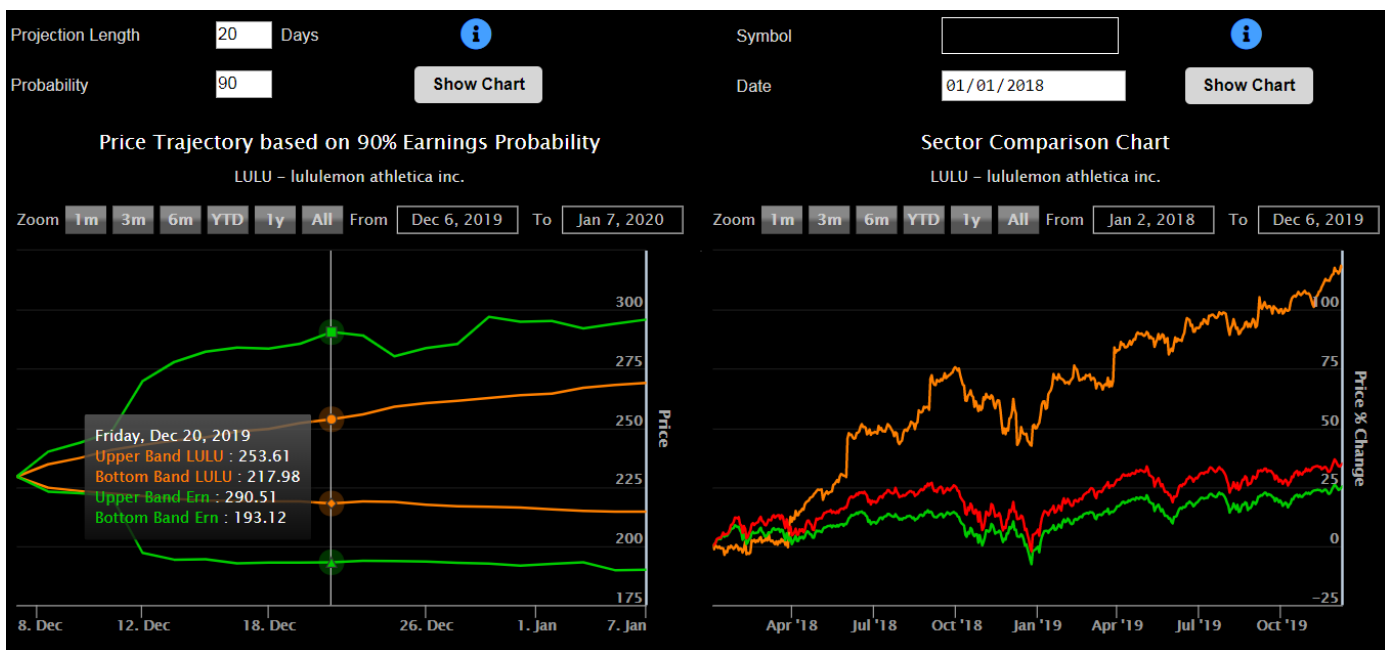 Projection Length 20 Days
Probability 90 Show Chart
Price Trajectory based on 90% Earnings Probability
LULU - lululemon athletica inc.
Zoom 1m 3m 6m YTD 1y All From Dec 6, 2019 To Jan 7, 2020
300
275
250
225
200
175
Price
Friday, Dec 20, 2019
Upper Band LULU : 253.61
Bottom Band LULU : 217.98
Upper Band Ern : 290.51
Bottom Band Ern : 193.12
8. Dec 12. Dec 18. Dec 26. Dec 1. Jan 7. Jan
Symbol
Date 01/01/2018 Show Chart
Sector Comparison Chart
LULU - lululemon athletica inc.
Zoom 1m 3m 6m YTD 1y All From Jan 2, 2018 To Dec 6, 2019
100
75
50
25
0
-25
Price % Change
Apr '18 Jul '18 Oct '18 Jan '19 Apr '19 Jul '19 Oct '19